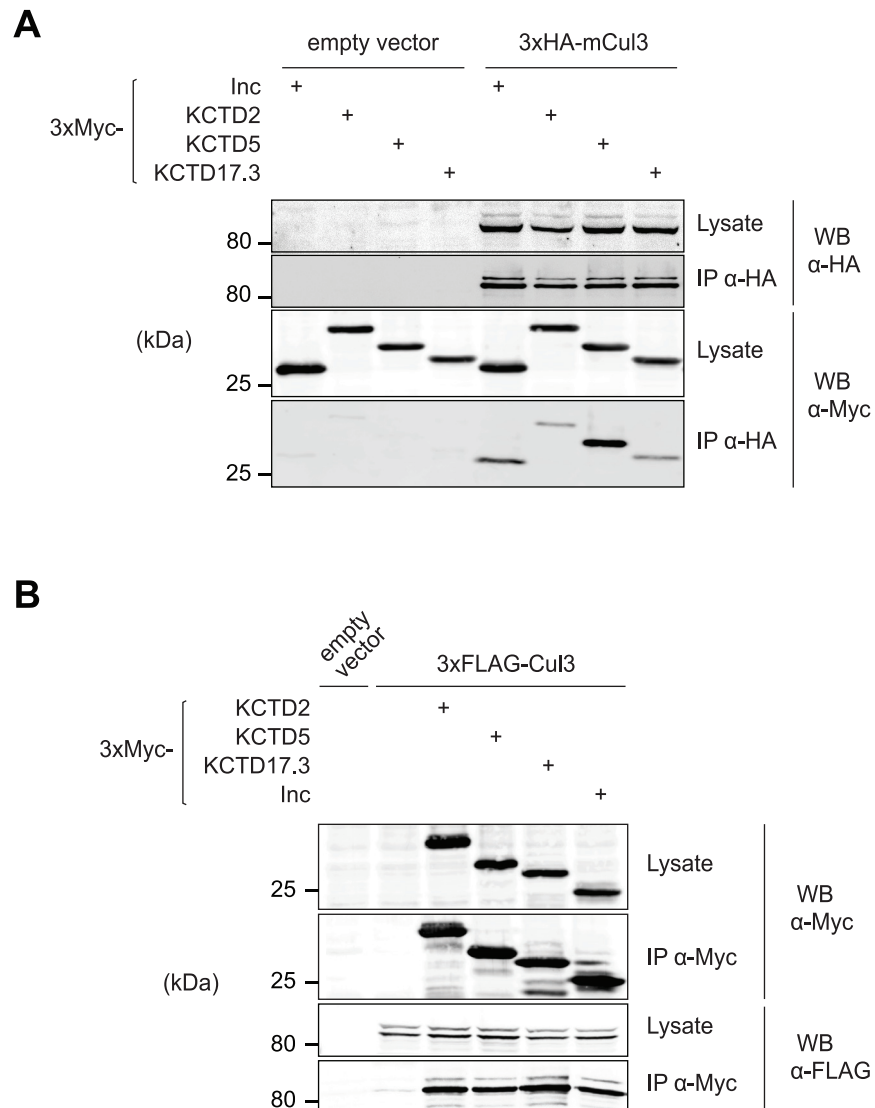 A
empty vector 3xHA-mCul3
Inc + +
KCTD2 + +
3xMyc-
KCTD5 + +
KCTD17.3 + +
80 Lysate
WB
α-HA
80 IP α-HA
(kDa)
Lysate
25
WB
α-Myc
IP α-HA
25
B
empty
vector
3xFLAG-Cul3
KCTD2 +
KCTD5 +
3xMyc-
KCTD17.3 +
Inc +
Lysate
25
WB
α-Myc
IP α-Myc
(kDa)
25
Lysate
80
WB
α-FLAG
IP α-Myc
80